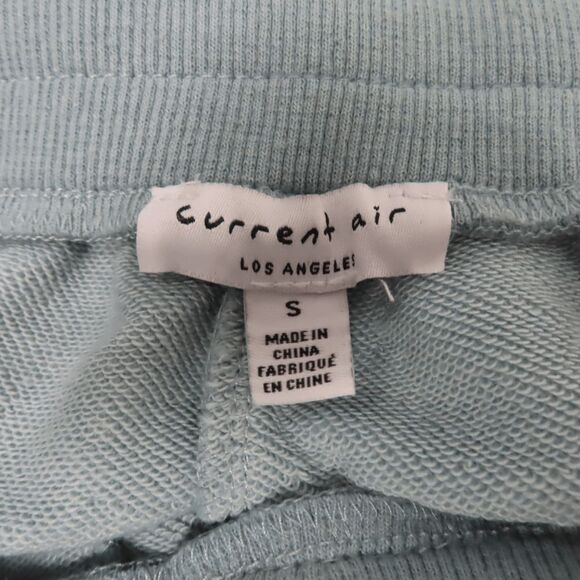 current air
LOS ANGELES
S
MADE IN
CHINA
FABRIQUÉ
EN CHINE